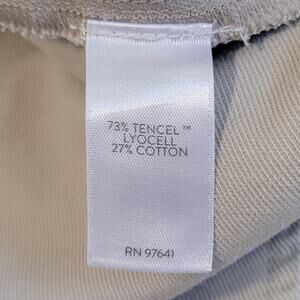 73% TENCEL™
LYOCELL
27% COTTON
RN 97641